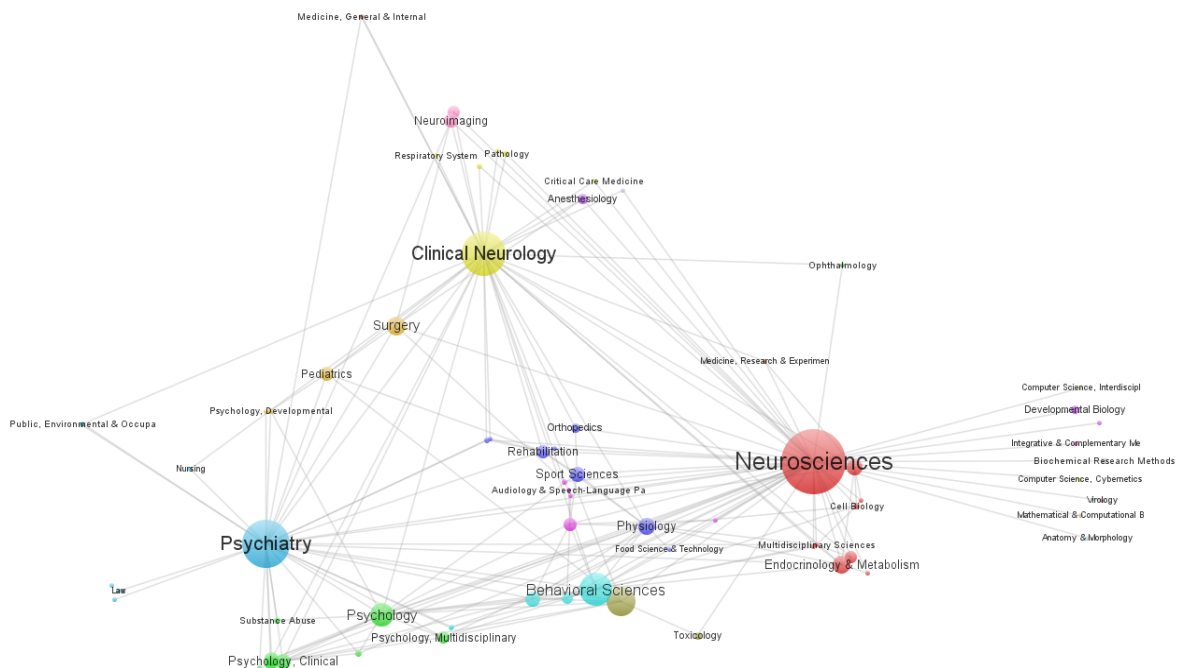 Medicine, General & Internal
Neuroimaging
Respiratory System
Pathology
Critical Care Medicine
Anesthesiology
Clinical Neurology
Ophthalmology
Surgery
Medicine, Research & Experimen
Pediatrics
Computer Science, Interdiscipl
Psychology, Developmental
Developmental Biology
Public, Environmental & Occupa
Orthopedics
Integrative & Complementary Me
Rehabilitation
Neurosciences
Biochemical Research Methods
Nursing
Sport Sciences
Computer Science, Cybernetics
Audiology & Speech-Language Pa
Virology
Cell Biology
Mathematical & Computational B
Physiology
Anatomy & Morphology
Psychiatry
Food Science & Technology
Multidisciplinary Sciences
Endocrinology & Metabolism
Law
Behavioral Sciences
Psychology
Substance Abuse
Psychology, Multidisciplinary
Toxicology
Psychology, Clinical